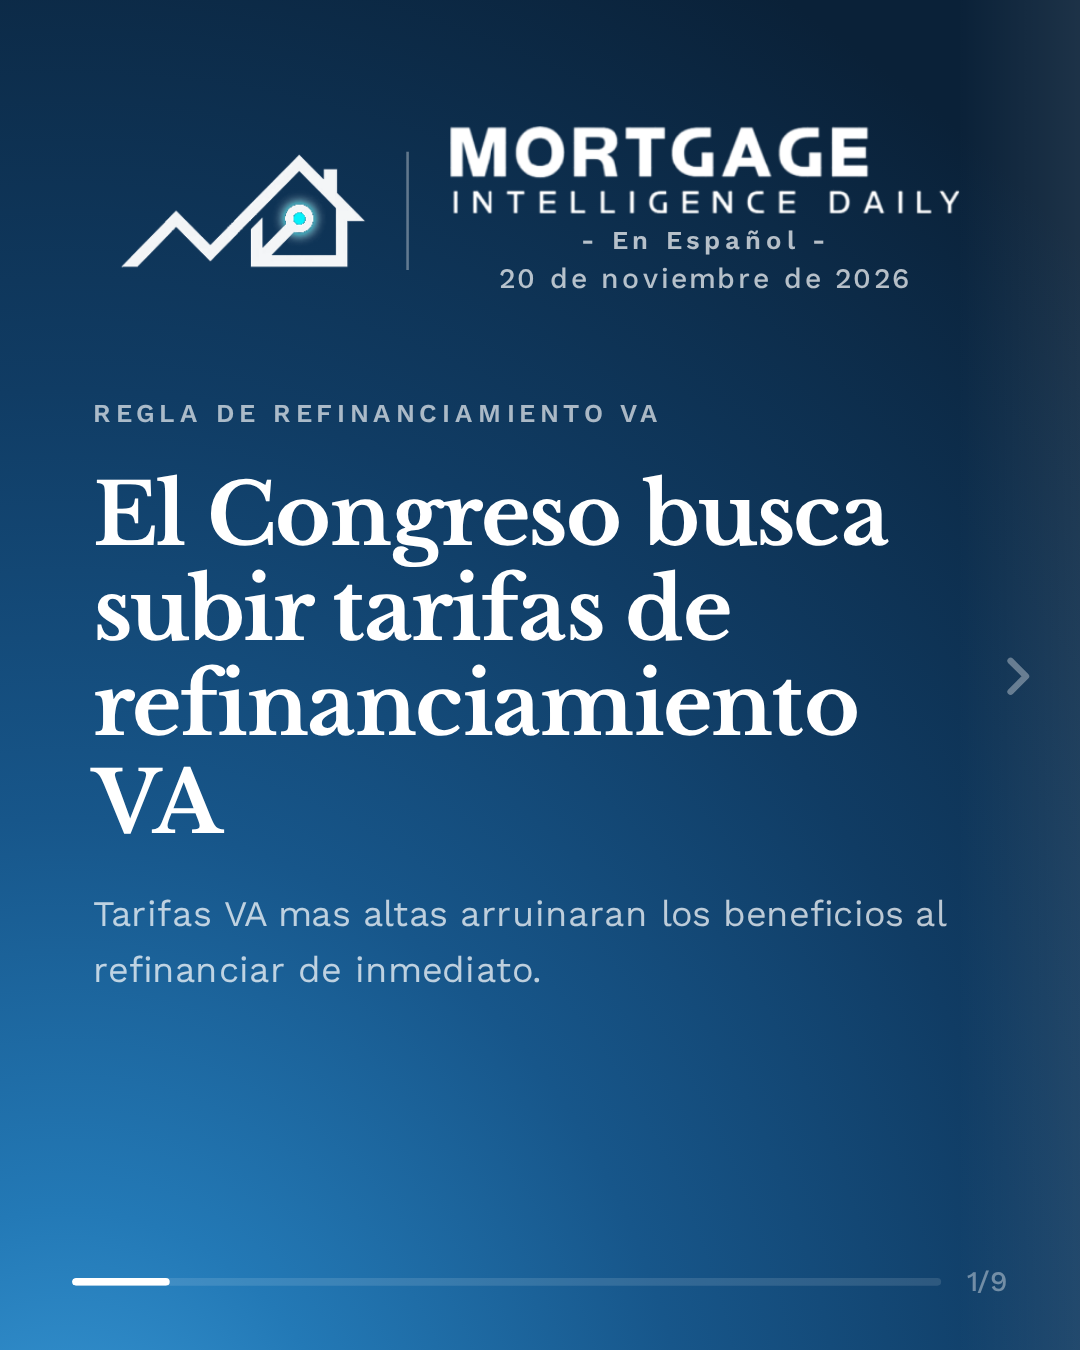 MORTGAGE
INTELLIGENCE DAILY
- En Español -
20 de noviembre de 2026
REGLA DE REFINANCIAMIENTO VA
El Congreso busca
subir tarifas de
refinanciamiento
VA
Tarifas VA mas altas arruinaran los beneficios al
refinanciar de inmediato.
1/9